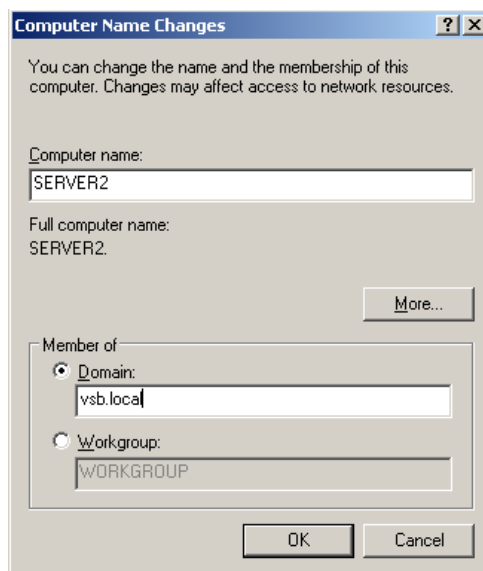 Computer Name Changes
You can change the name and the membership of this
computer. Changes may affect access to network resources.
Computer name:
SERVER2
Full computer name:
SERVER2.
More...
Member of
Domain:
vsb.local
Workgroup:
WORKGROUP
OK Cancel